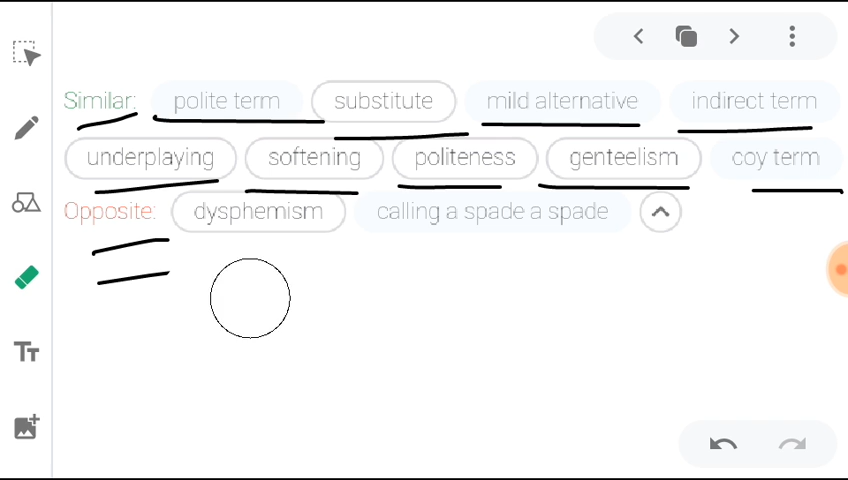 Similar: polite term substitute mild alternative indirect term
underplaying softening politeness genteelism coy term
Opposite: dysphemism calling a spade a spade
TT